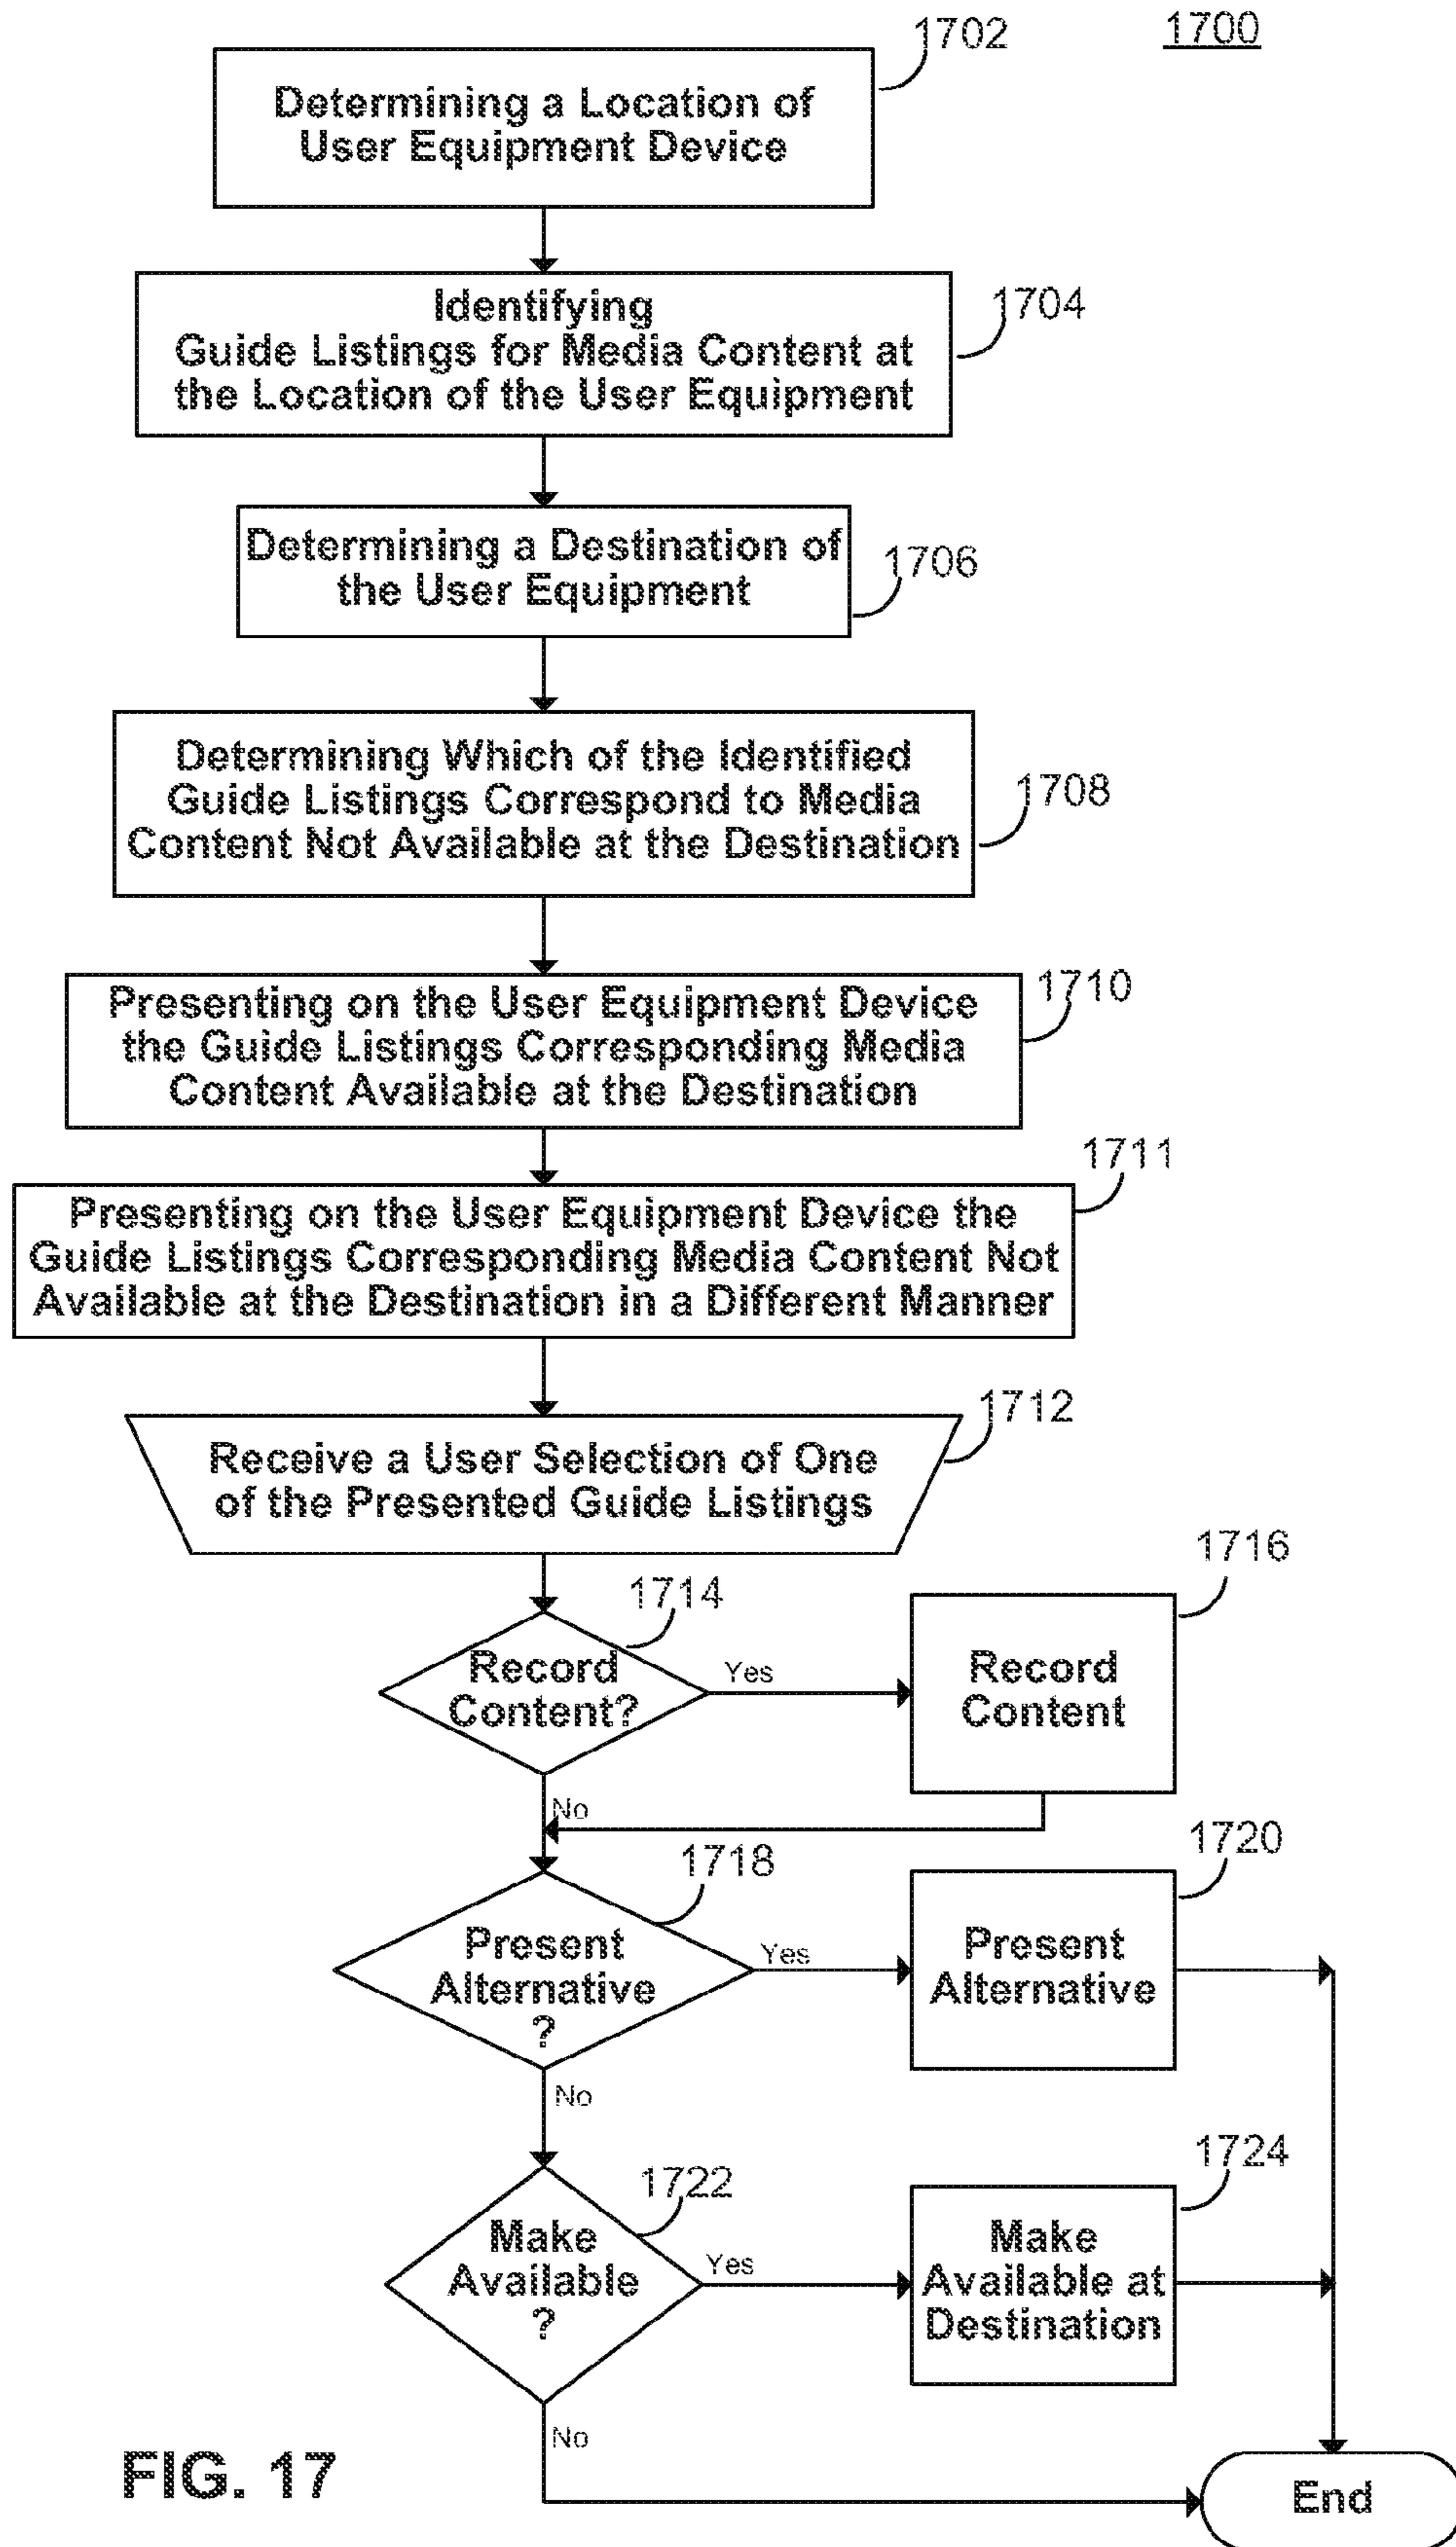 1700
1702
Determining a Location of
User Equipment Device
1704
Identifying
Guide Listings for Media Content at
the Location of the User Equipment
1706
Determining a Destination of
the User Equipment
1708
Determining Which of the Identified
Guide Listings Correspond to Media
Content Not Available at the Destination
1710
Presenting on the User Equipment Device
the Guide Listings Corresponding Media
Content Available at the Destination
1711
Presenting on the User Equipment Device the
Guide Listings Corresponding Media Content Not
Available at the Destination in a Different Manner
1712
Receive a User Selection of One
of the Presented Guide Listings
1714
Record
Content?
Yes
1716
Record
Content
No
1718
Present
Alternative
?
Yes
1720
Present
Alternative
No
1722
Make
Available
?
Yes
1724
Make
Available at
Destination
No
End
FIG. 17